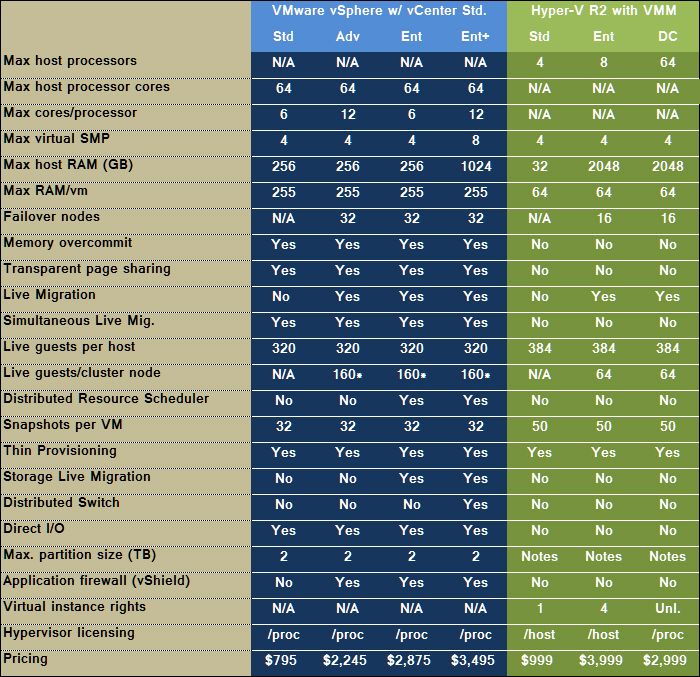 VMware vSphere w/ vCenter Std. Hyper-V R2 with VMM
Std Adv Ent Ent+ Std Ent DC
Max host processors N/A N/A N/A N/A 4 8 64
Max host processor cores 64 64 64 64 N/A N/A N/A
Max cores/processor 6 12 6 12 N/A N/A N/A
Max virtual SMP 4 4 4 8 4 4 4
Max host RAM (GB) 256 256 256 1024 32 2048 2048
Max RAM/vm 255 255 255 255 64 64 64
Failover nodes N/A 32 32 32 N/A 16 16
Memory overcommit Yes Yes Yes Yes No No No
Transparent page sharing Yes Yes Yes Yes No No No
Live Migration No Yes Yes Yes No Yes Yes
Simultaneous Live Mig. Yes Yes Yes Yes No No No
Live guests per host 320 320 320 320 384 384 384
Live guests/cluster node N/A 160* 160* 160* N/A 64 64
Distributed Resource Scheduler No No Yes Yes No No No
Snapshots per VM 32 32 32 32 50 50 50
Thin Provisioning Yes Yes Yes Yes Yes Yes Yes
Storage Live Migration No No Yes Yes No No No
Distributed Switch No No No Yes No No No
Direct I/O Yes Yes Yes Yes No No No
Max. partition size (TB) 2 2 2 2 Notes Notes Notes
Application firewall (vShield) No Yes Yes Yes No No No
Virtual instance rights N/A N/A N/A N/A 1 4 Unl.
Hypervisor licensing /proc /proc /proc /proc /host /host /proc
Pricing $795 $2,245 $2,875 $3,495 $999 $3,999 $2,999